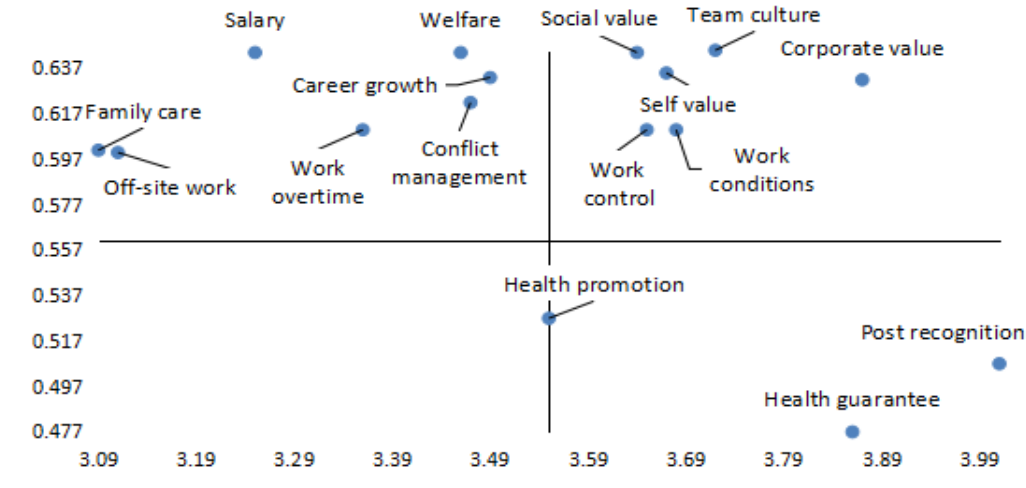 Salary
Welfare
Social value
Team culture
Corporate value
0.637
Career growth
Self value
0.617
Family care
Conflict
management
Work
overtime
Work
control
Work
conditions
0.597
Off-site work
0.577
0.557
0.537
Health promotion
0.517
Post recognition
0.497
Health guarantee
0.477
3.09 3.19 3.29 3.39 3.49 3.59 3.69 3.79 3.89 3.99